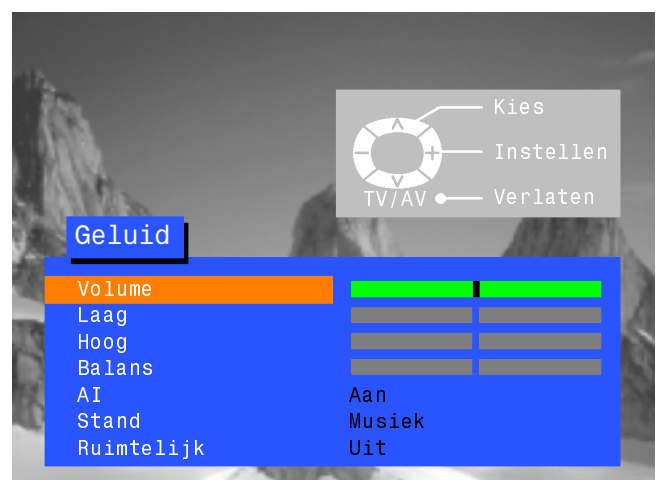 Kies
Instellen
TV/AV Verlaten
Geluid
Volume
Laag
Hoog
Balans
AI Aan
Stand Musiek
Ruimtelijk Uit